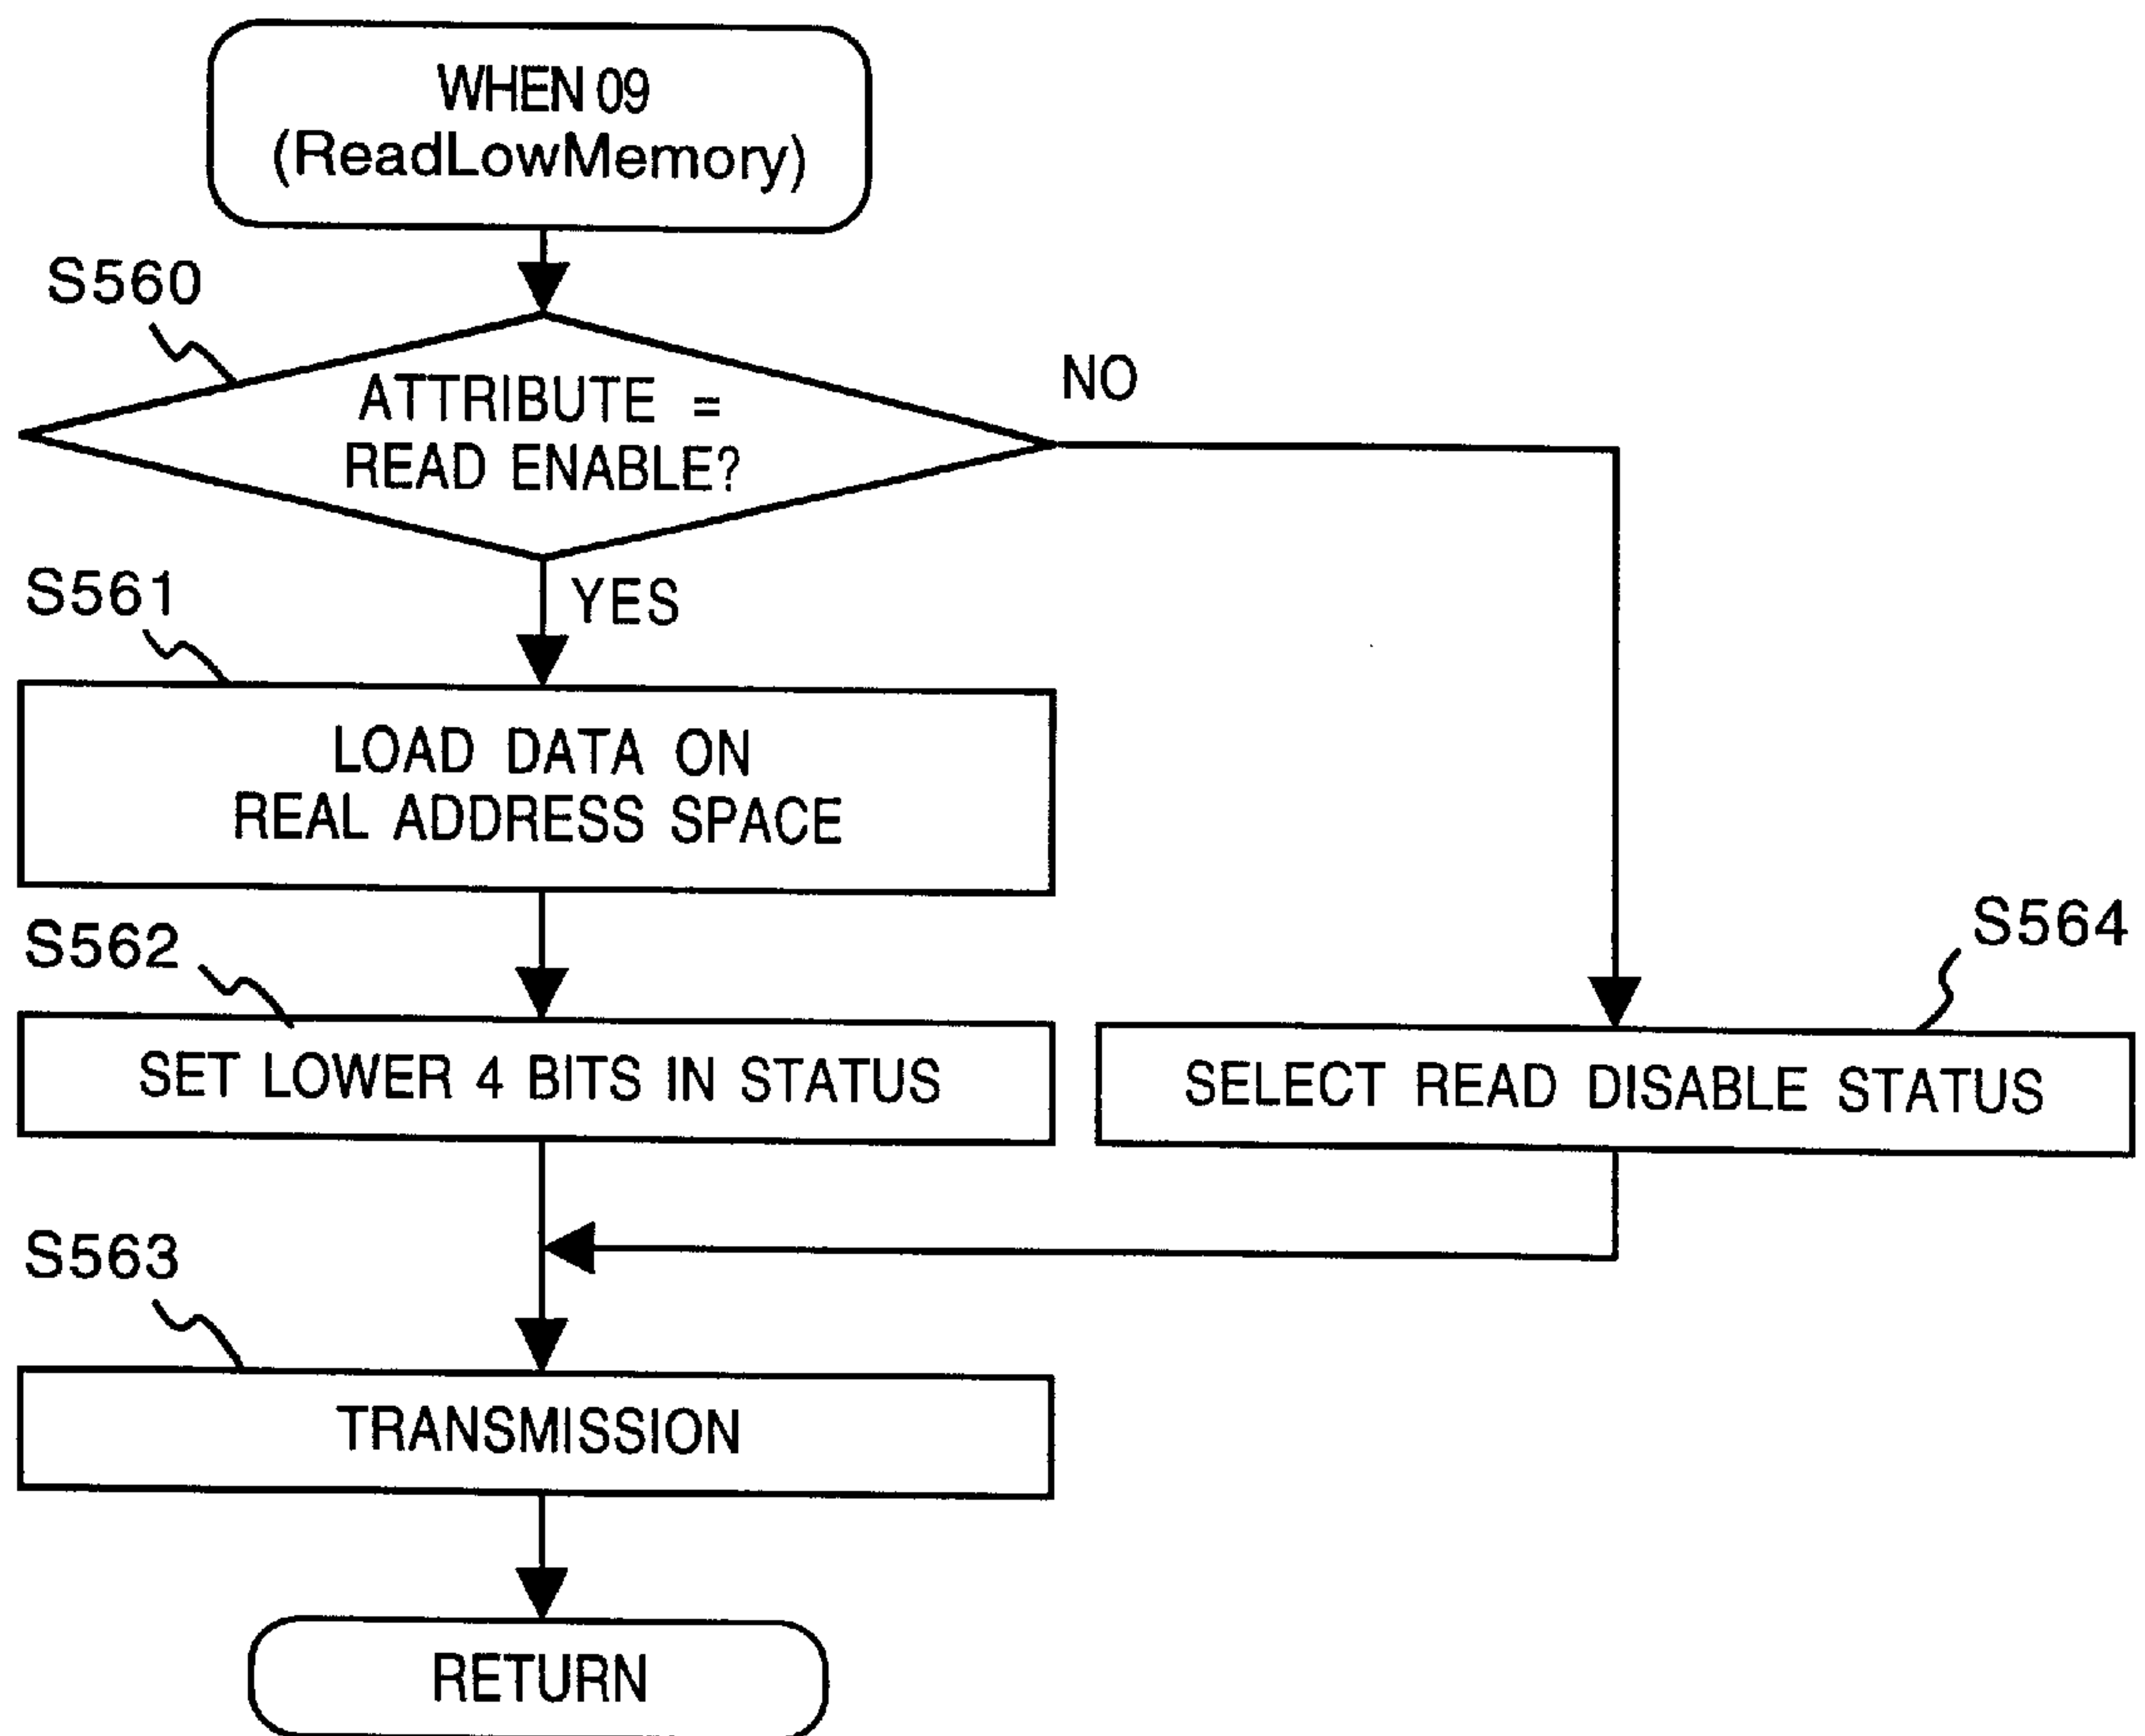 WHEN 09
(ReadLowMemory)
S560
ATTRIBUTE =
READ ENABLE?
NO
YES
S561
LOAD DATA ON
REAL ADDRESS SPACE
S562
SET LOWER 4 BITS IN STATUS
S564
SELECT READ DISABLE STATUS
S563
TRANSMISSION
RETURN